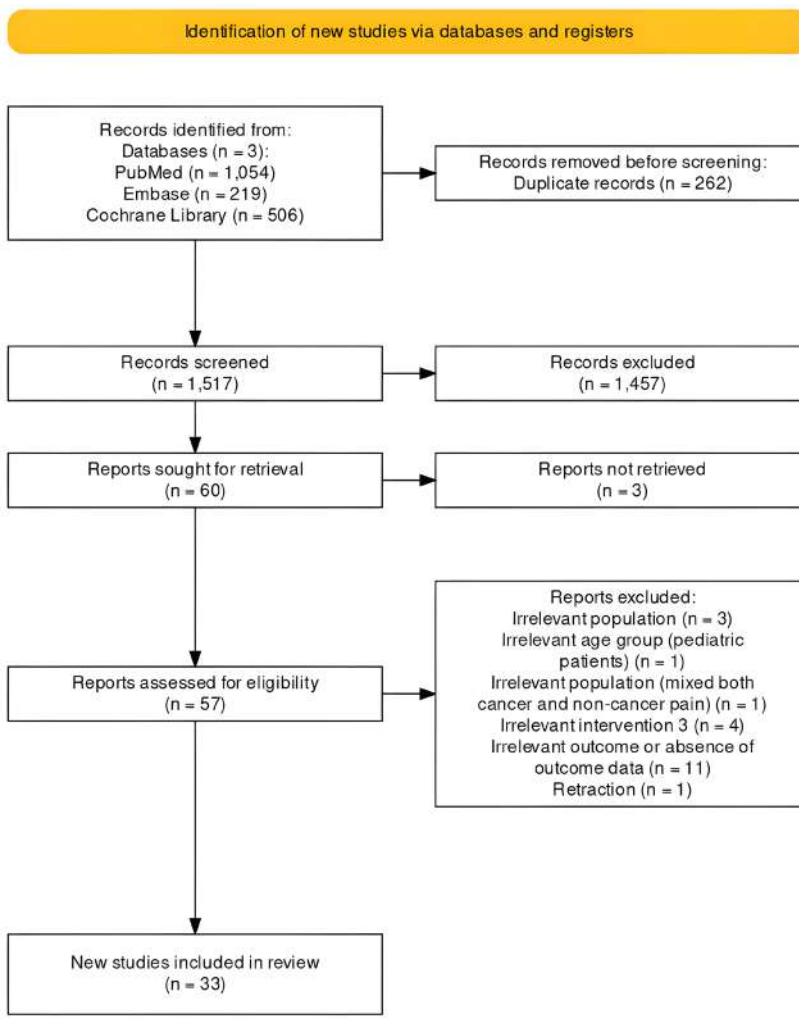 Identification of new studies via databases and registers
Records identified from:
Databases (n = 3):
PubMed (n = 1,054)
Embase (n = 219)
Cochrane Library (n = 506)
Records removed before screening:
Duplicate records (n = 262)
Records screened
(n = 1,517)
Records excluded
(n = 1,457)
Reports sought for retrieval
(n = 60)
Reports not retrieved
(n = 3)
Reports assessed for eligibility
(n = 57)
Reports excluded:
Irrelevant population (n = 3)
Irrelevant age group (pediatric
patients) (n = 1)
Irrelevant population (mixed both
cancer and non-cancer pain) (n = 1)
Irrelevant intervention 3 (n = 4)
Irrelevant outcome or absence of
outcome data (n = 11)
Retraction (n = 1)
New studies included in review
(n = 33)